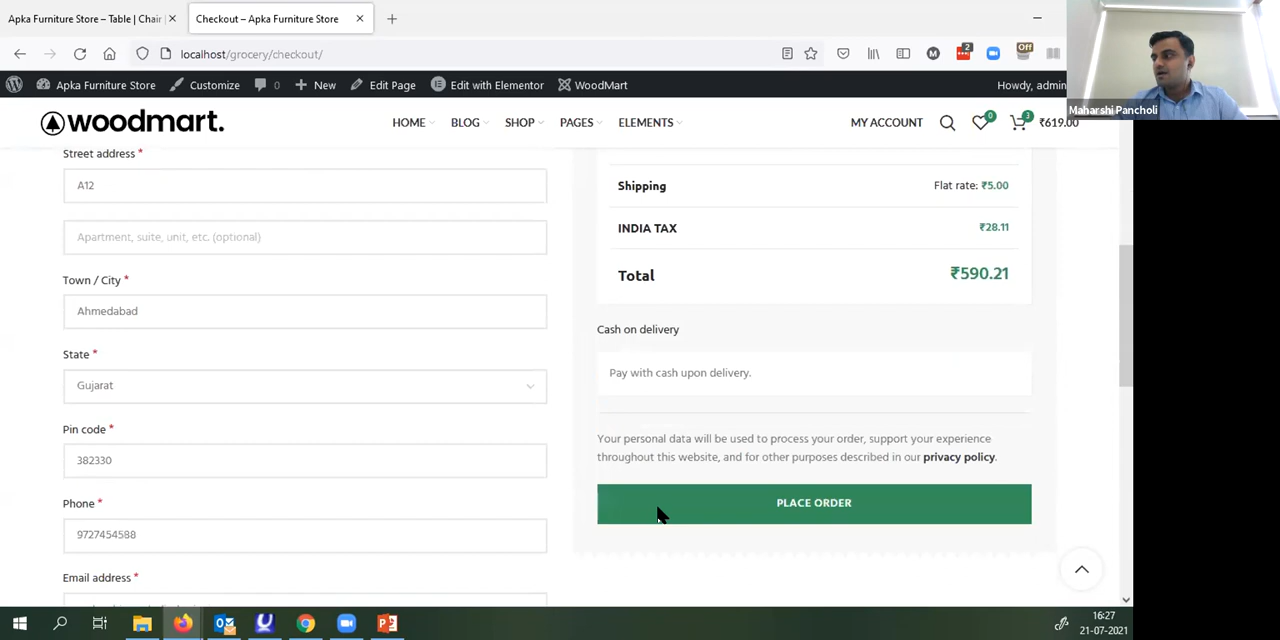 Apka Furniture Store – Table | Chair
Checkout – Apka Furniture Store
localhost/grocery/checkout/
2
Off
Apka Furniture Store
Customize
0
New
Edit Page
Edit with Elementor
WoodMart
Howdy, admin
Maharshi Pancholi
woodmart.
HOME
BLOG
SHOP
PAGES
ELEMENTS
MY ACCOUNT
0
3
₹619.00
Street address *
A12
Apartment, suite, unit, etc. (optional)
Town / City *
Ahmedabad
State *
Gujarat
Pin code *
382330
Phone *
9727454588
Email address *
Shipping
Flat rate: ₹5.00
INDIA TAX
₹28.11
Total
₹590.21
Cash on delivery
Pay with cash upon delivery.
Your personal data will be used to process your order, support your experience
throughout this website, and for other purposes described in our privacy policy.
PLACE ORDER
16:27
21-07-2021